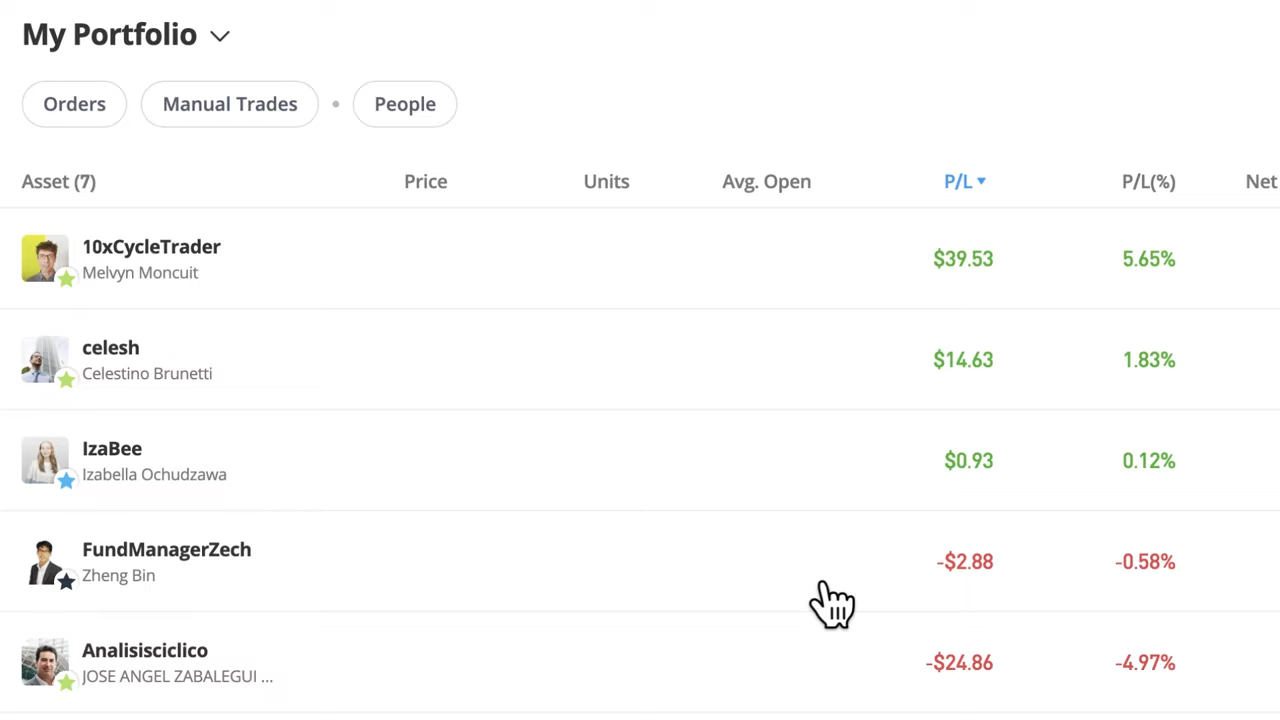 My Portfolio
Orders Manual Trades People
Asset (7) Price Units Avg. Open P/L P/L(%) Net
10xCycleTrader
Melvyn Moncuit $39.53 5.65%
celesh
Celestino Brunetti $14.63 1.83%
IzaBee
Izabella Ochudzawa $0.93 0.12%
FundManagerZech
Zheng Bin -$2.88 -0.58%
Analisisciclico
JOSE ANGEL ZABALEGUI ... -$24.86 -4.97%